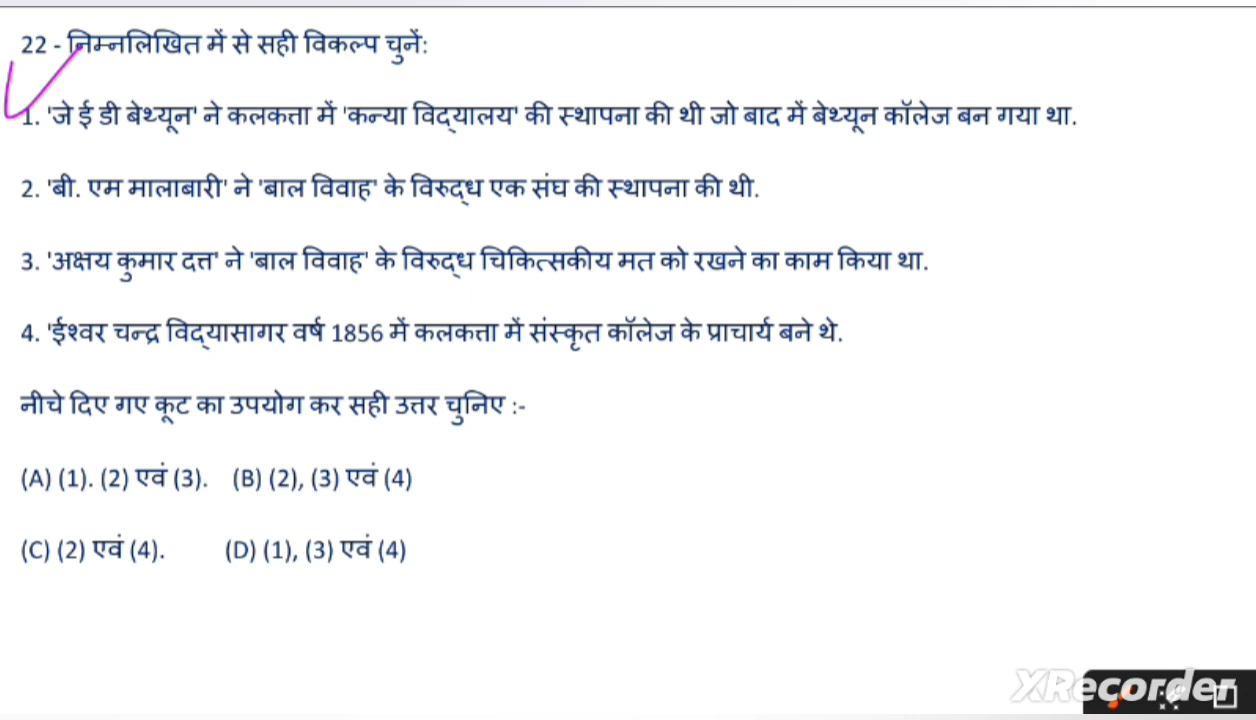 22 - निम्नलिखित में से सही विकल्प चुनें:
1. 'जे ई डी बेथ्यून' ने कलकत्ता में 'कन्या विद्यालय' की स्थापना की थी जो बाद में बेथ्यून कॉलेज बन गया था.
2. 'बी. एम मालाबारी' ने 'बाल विवाह' के विरुद्ध एक संघ की स्थापना की थी.
3. 'अक्षय कुमार दत्त' ने 'बाल विवाह' के विरुद्ध चिकित्सकीय मत को रखने का काम किया था.
4. 'ईश्वर चन्द्र विद्यासागर वर्ष 1856 में कलकत्ता में संस्कृत कॉलेज के प्राचार्य बने थे.
नीचे दिए गए कूट का उपयोग कर सही उत्तर चुनिए :-
(A) (1). (2) एवं (3). (B) (2), (3) एवं (4)
(C) (2) एवं (4). (D) (1), (3) एवं (4)
XRecorder